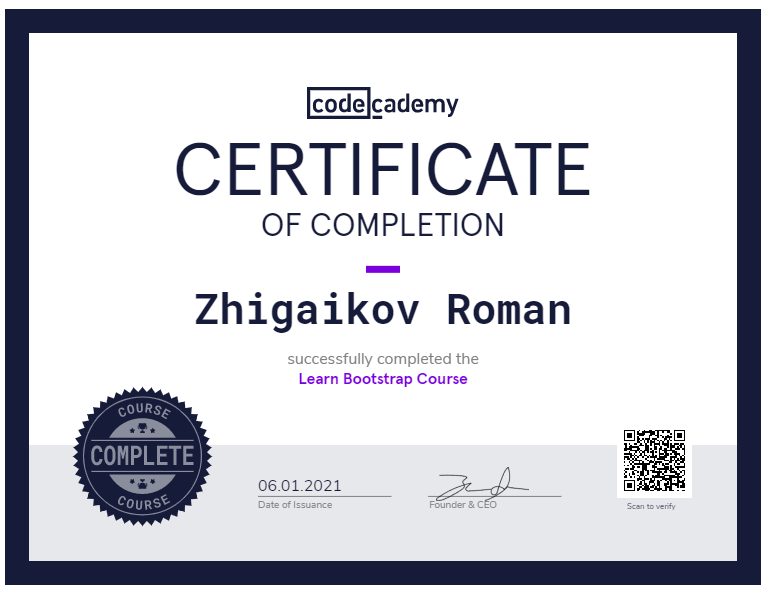 codecademy
CERTIFICATE
OF COMPLETION
Zhigaikov Roman
successfully completed the
Learn Bootstrap Course
COURSE
COMPLETE
COURSE
06.01.2021
Date of Issuance
Founder & CEO
Scan to verify